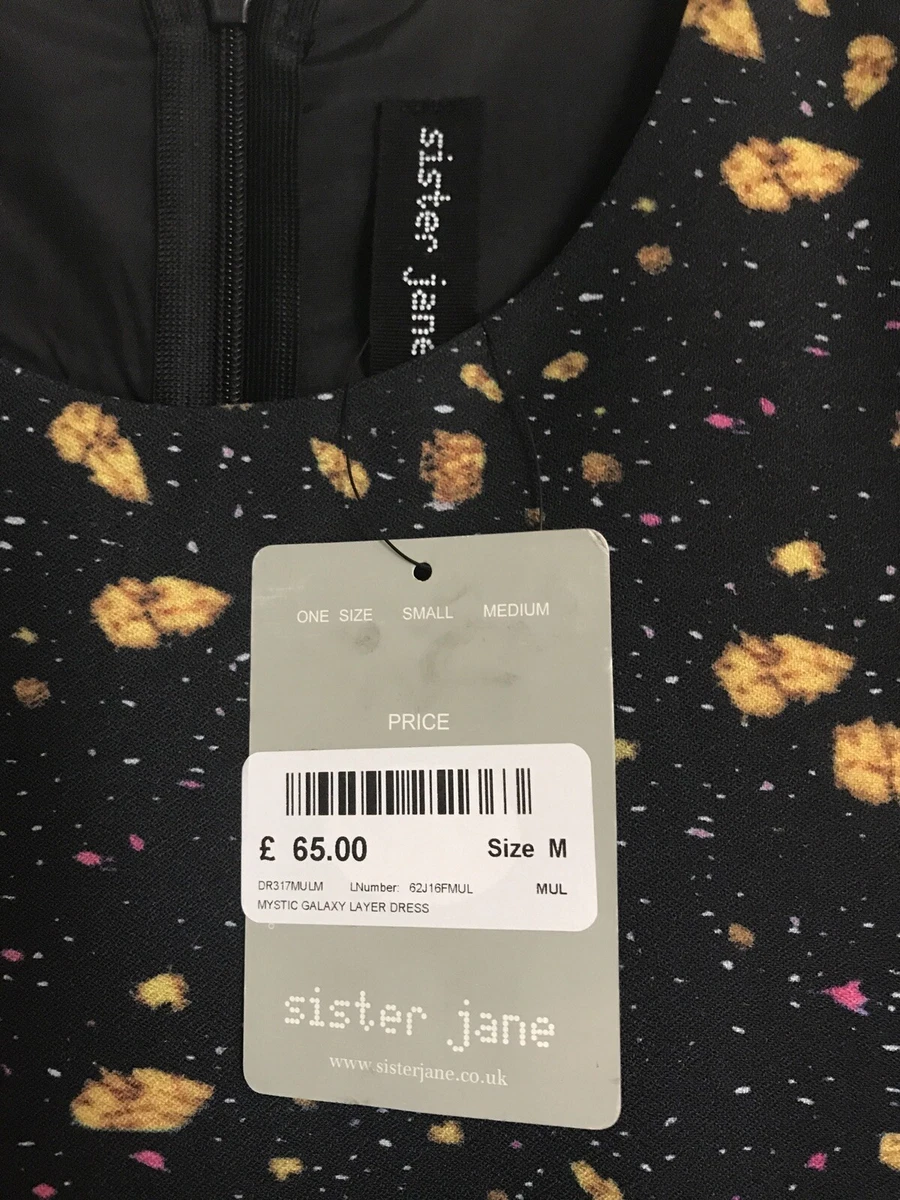 sister jane
ONE SIZE SMALL MEDIUM
PRICE
£ 65.00 Size M
DR317MULM LNumber: 62J16FMUL MUL
MYSTIC GALAXY LAYER DRESS
sister jane
www.sisterjane.co.uk